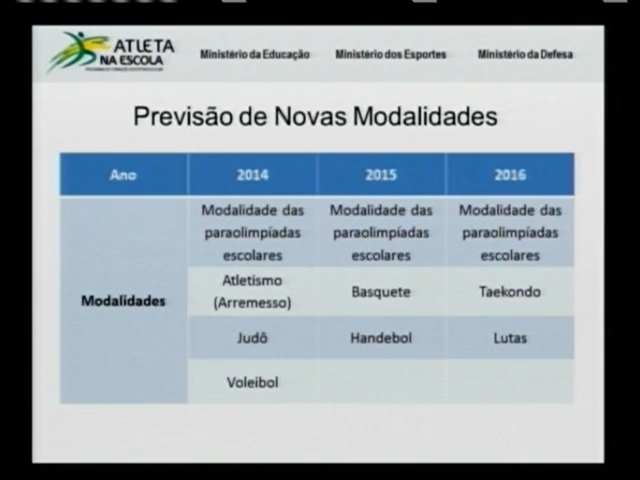 ATLETA
NA ESCOLA
Ministério da Educação Ministério dos Esportes Ministério da Defesa
Previsão de Novas Modalidades
Ano 2014 2015 2016
Modalidades
Modalidade das paraolimpíadas escolares
Modalidade das paraolimpíadas escolares
Modalidade das paraolimpíadas escolares
Atletismo (Arremesso) Basquete Taekondo
Judô Handebol Lutas
Voleibol